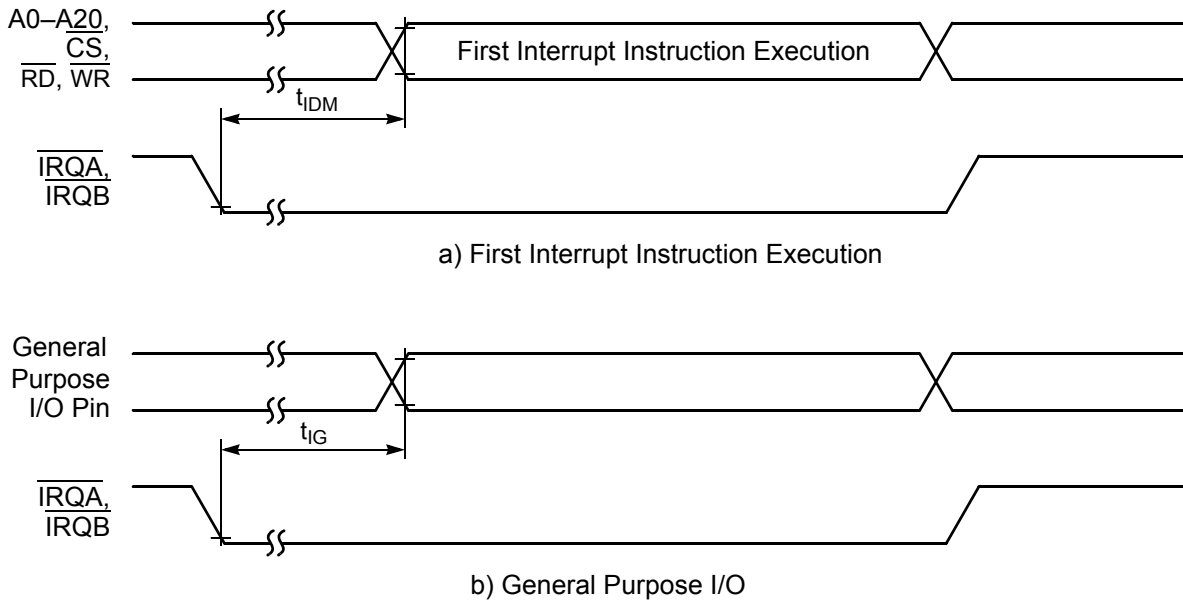 A0–A20,
CS,
RD, WR
First Interrupt Instruction Execution
tIDM
IRQA,
IRQB
a) First Interrupt Instruction Execution
General
Purpose
I/O Pin
tIG
IRQA,
IRQB
b) General Purpose I/O